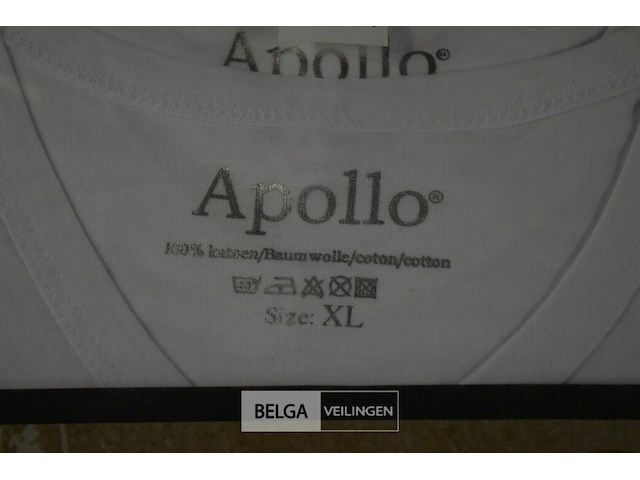 Apollo®
Apollo®
100% katoen/Baumwolle/coton/cotton
Size: XL
BELGA VEILINGEN